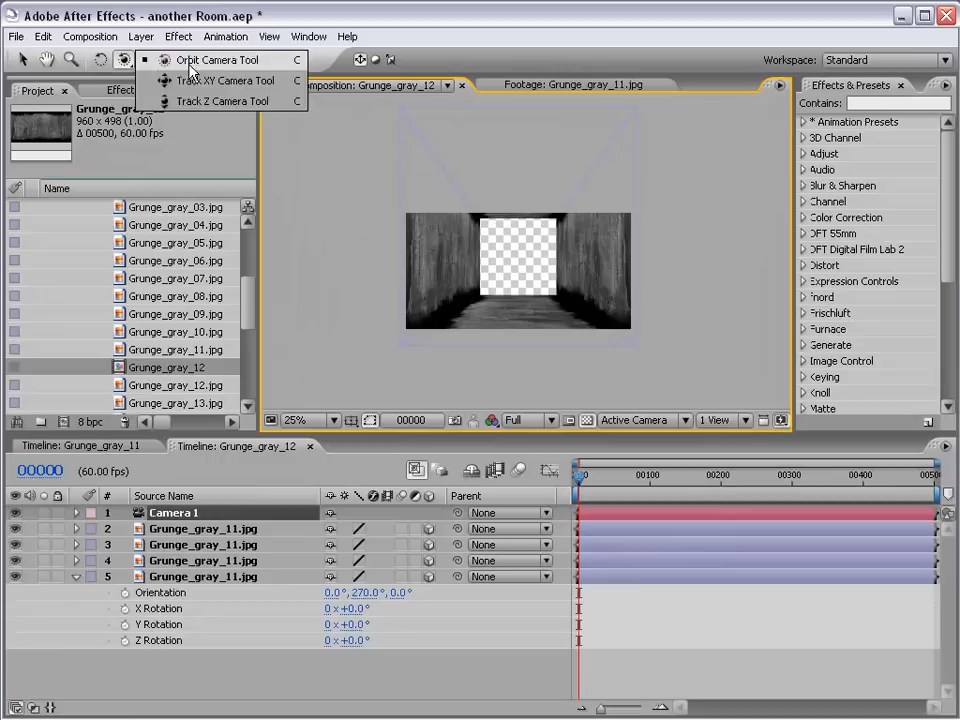 Adobe After Effects - another Room.aep *
File Edit Composition Layer Effect Animation View Window Help
Workspace: Standard
Orbit Camera Tool C
Track XY Camera Tool C
Track Z Camera Tool C
Project × Effect
omposition: Grunge_gray_12
Footage: Grunge_gray_11.jpg
Effects & Presets ×
Contains:
Grunge_gray_12
960 x 498 (1.00)
Δ 00500, 60.00 fps
Name
Grunge_gray_03.jpg
Grunge_gray_04.jpg
Grunge_gray_05.jpg
Grunge_gray_06.jpg
Grunge_gray_07.jpg
Grunge_gray_08.jpg
Grunge_gray_09.jpg
Grunge_gray_10.jpg
Grunge_gray_11.jpg
Grunge_gray_12
Grunge_gray_12.jpg
Grunge_gray_13.jpg
8 bpc
* Animation Presets
3D Channel
Adjust
Audio
Blur & Sharpen
Channel
Color Correction
DFT 55mm
DFT Digital Film Lab 2
Distort
Expression Controls
Fnord
Frischluft
Furnace
Generate
Image Control
Keying
Knoll
Matte
25% 00000 Full Active Camera 1 View
Timeline: Grunge_gray_11 Timeline: Grunge_gray_12 ×
00000 (60.00 fps)
00100 00200 00300 00400 0050
# Source Name Parent
1 Camera 1 None
2 Grunge_gray_11.jpg None
3 Grunge_gray_11.jpg None
4 Grunge_gray_11.jpg None
5 Grunge_gray_11.jpg None
Orientation 0.0°, 270.0°, 0.0°
X Rotation 0 x +0.0°
Y Rotation 0 x +0.0°
Z Rotation 0 x +0.0°